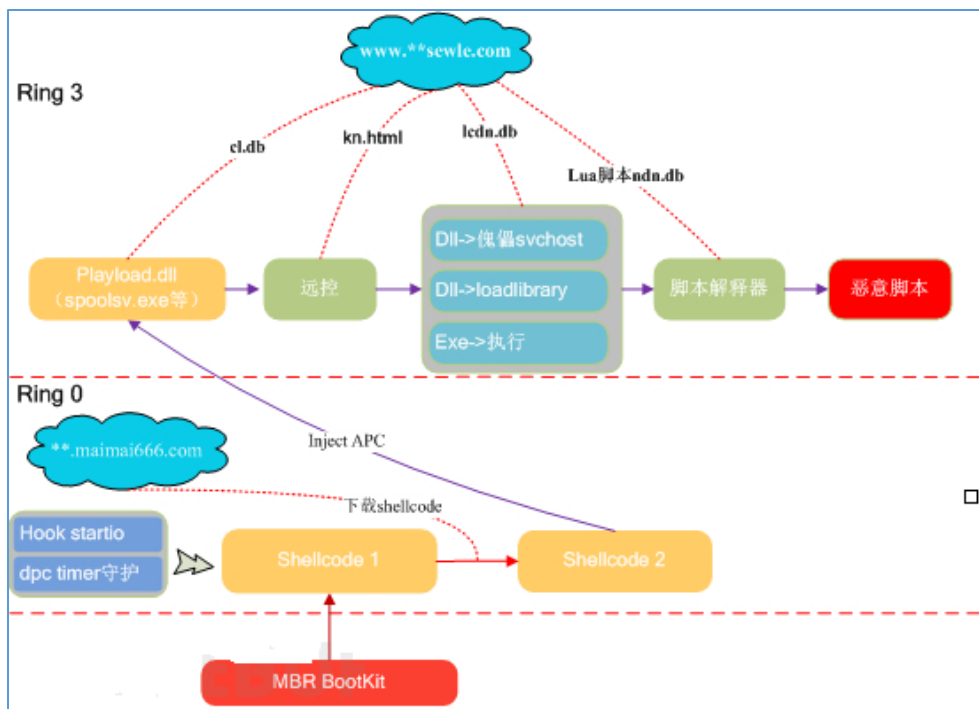 www.**sewle.com
Ring 3
cl.db
kn.html
lcdn.db
Lua脚本ndn.db
Playload.dll
（spoolsv.exe等）
远控
Dll->傀儡svchost
Dll->loadlibrary
Exe->执行
脚本解释器
恶意脚本
Ring 0
**.maimai666.com
Inject APC
下载shellcode
Hook startio
dpc timer守护
Shellcode 1
Shellcode 2
MBR BootKit